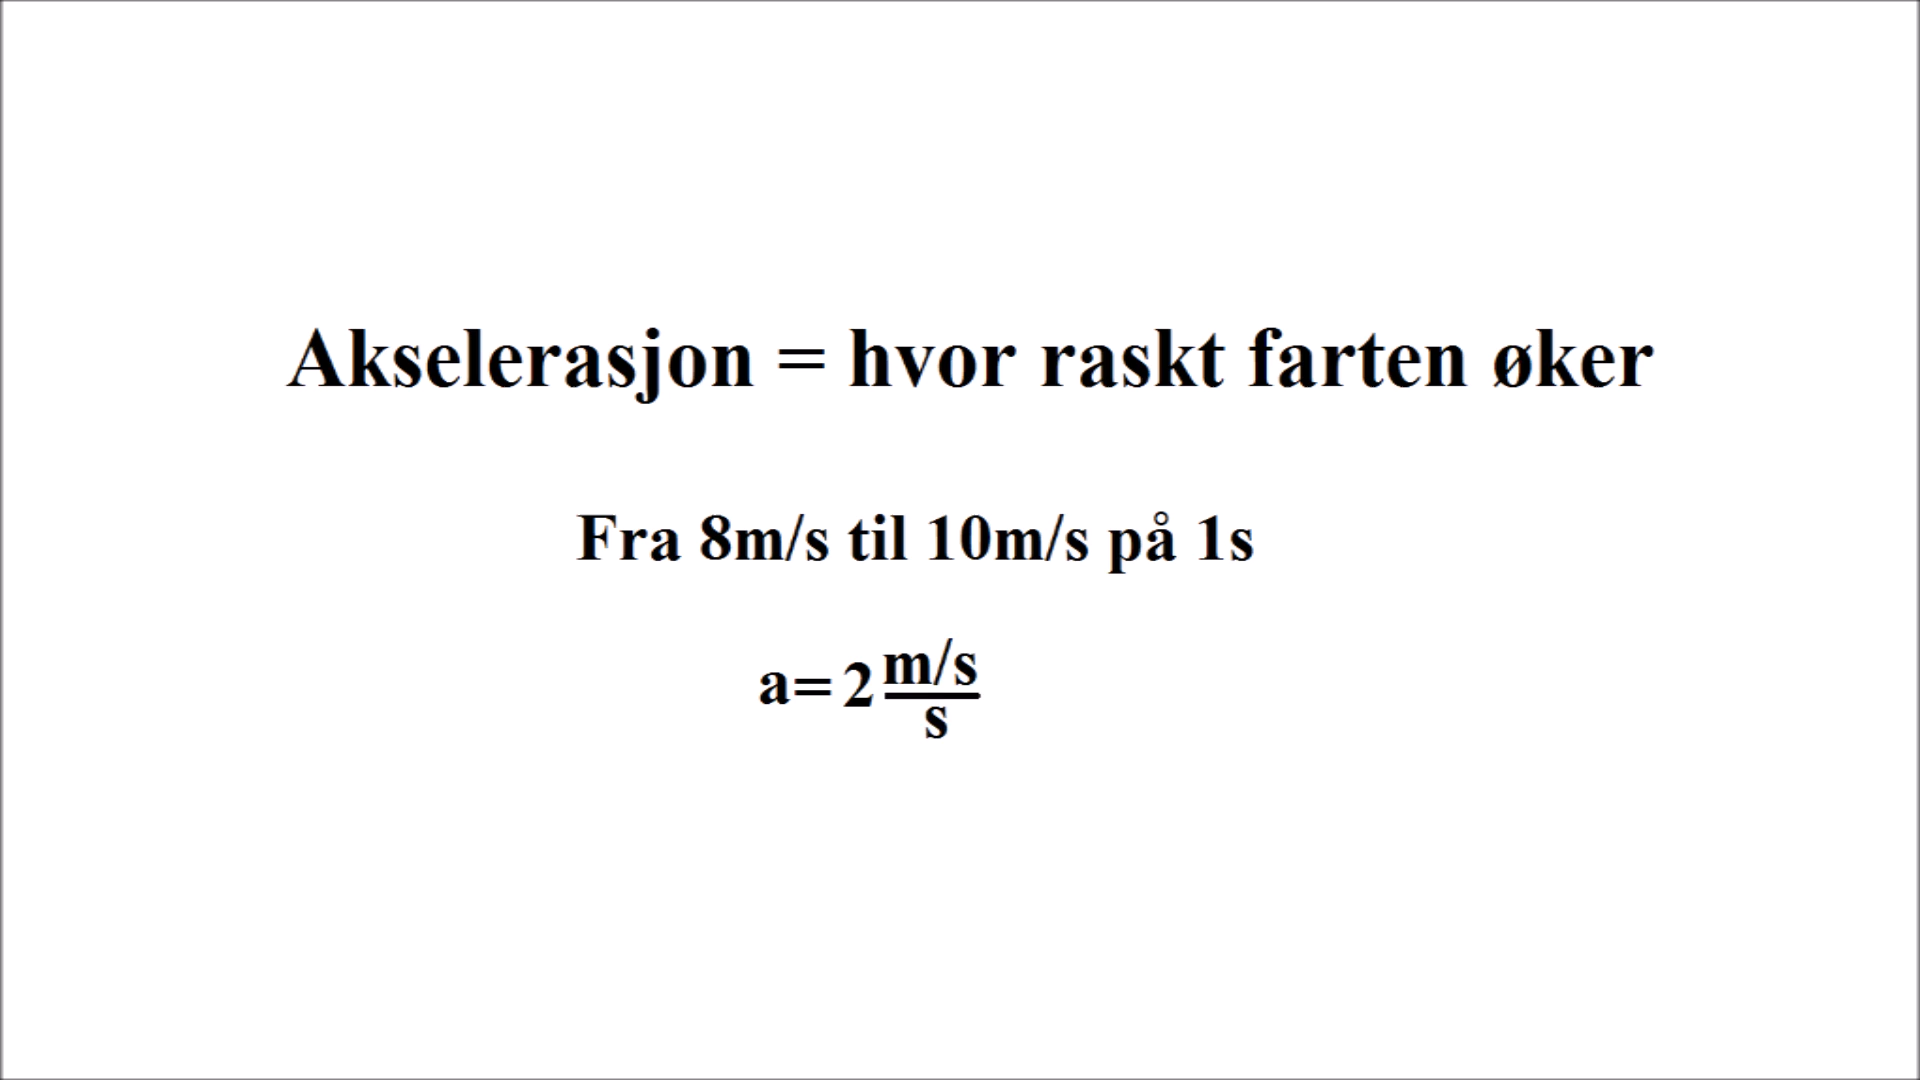 Akselerasjon = hvor raskt farten øker
Fra 8m/s til 10m/s på 1s
a=2 m/s
s